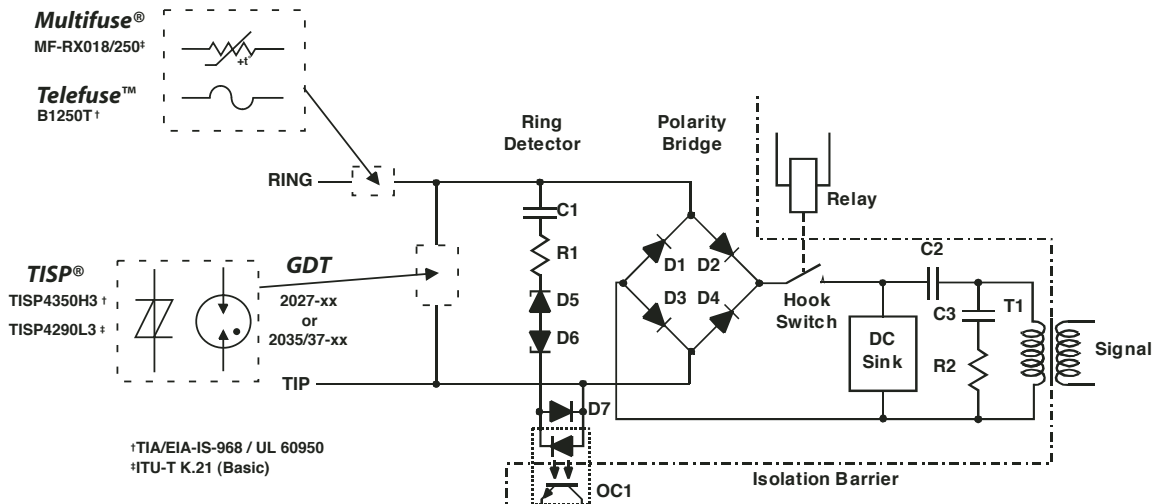 Multifuse®
MF-RX018/250‡
+t°
Telefuse™
B1250T †
Ring
Detector
Polarity
Bridge
RING
C1
R1
Relay
TISP®
TISP4350H3 †
TISP4290L3 ‡
GDT
2027-xx
or
2035/37-xx
D1 D2
D3 D4
D5
D6
Hook
Switch
C2
C3
T1
DC
Sink
R2
Signal
TIP
D7
†TIA/EIA-IS-968 / UL 60950
‡ITU-T K.21 (Basic)
OC1
Isolation Barrier